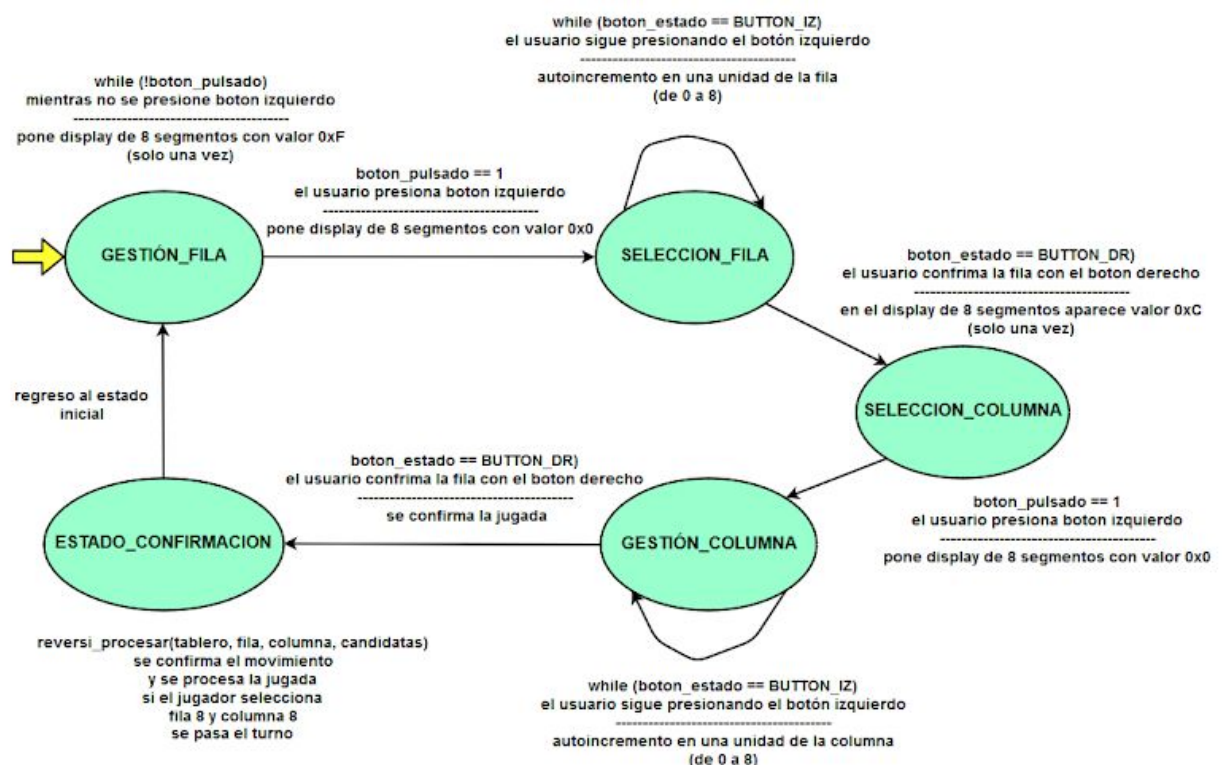 while (boton_estado == BUTTON_IZ)
el usuario sigue presionando el botón izquierdo
----------------------------------------
autoincremento en una unidad de la fila
(de 0 a 8)
while (!boton_pulsado)
mientras no se presione boton izquierdo
----------------------------------------
pone display de 8 segmentos con valor 0xF
(solo una vez)
boton_pulsado == 1
el usuario presiona boton izquierdo
----------------------------------------
pone display de 8 segmentos con valor 0x0
GESTIÓN_FILA
SELECCION_FILA
boton_estado == BUTTON_DR)
el usuario confrima la fila con el boton derecho
----------------------------------------
en el display de 8 segmentos aparece valor 0xC
(solo una vez)
regreso al estado
inicial
SELECCION_COLUMNA
boton_estado == BUTTON_DR)
el usuario confrima la fila con el boton derecho
----------------------------------------
se confirma la jugada
boton_pulsado == 1
el usuario presiona boton izquierdo
----------------------------------------
pone display de 8 segmentos con valor 0x0
ESTADO_CONFIRMACION
GESTIÓN_COLUMNA
reversi_procesar(tablero, fila, columna, candidatas)
se confirma el movimiento
y se procesa la jugada
si el jugador selecciona
fila 8 y columna 8
se pasa el turno
while (boton_estado == BUTTON_IZ)
el usuario sigue presionando el botón izquierdo
----------------------------------------
autoincremento en una unidad de la columna
(de 0 a 8)